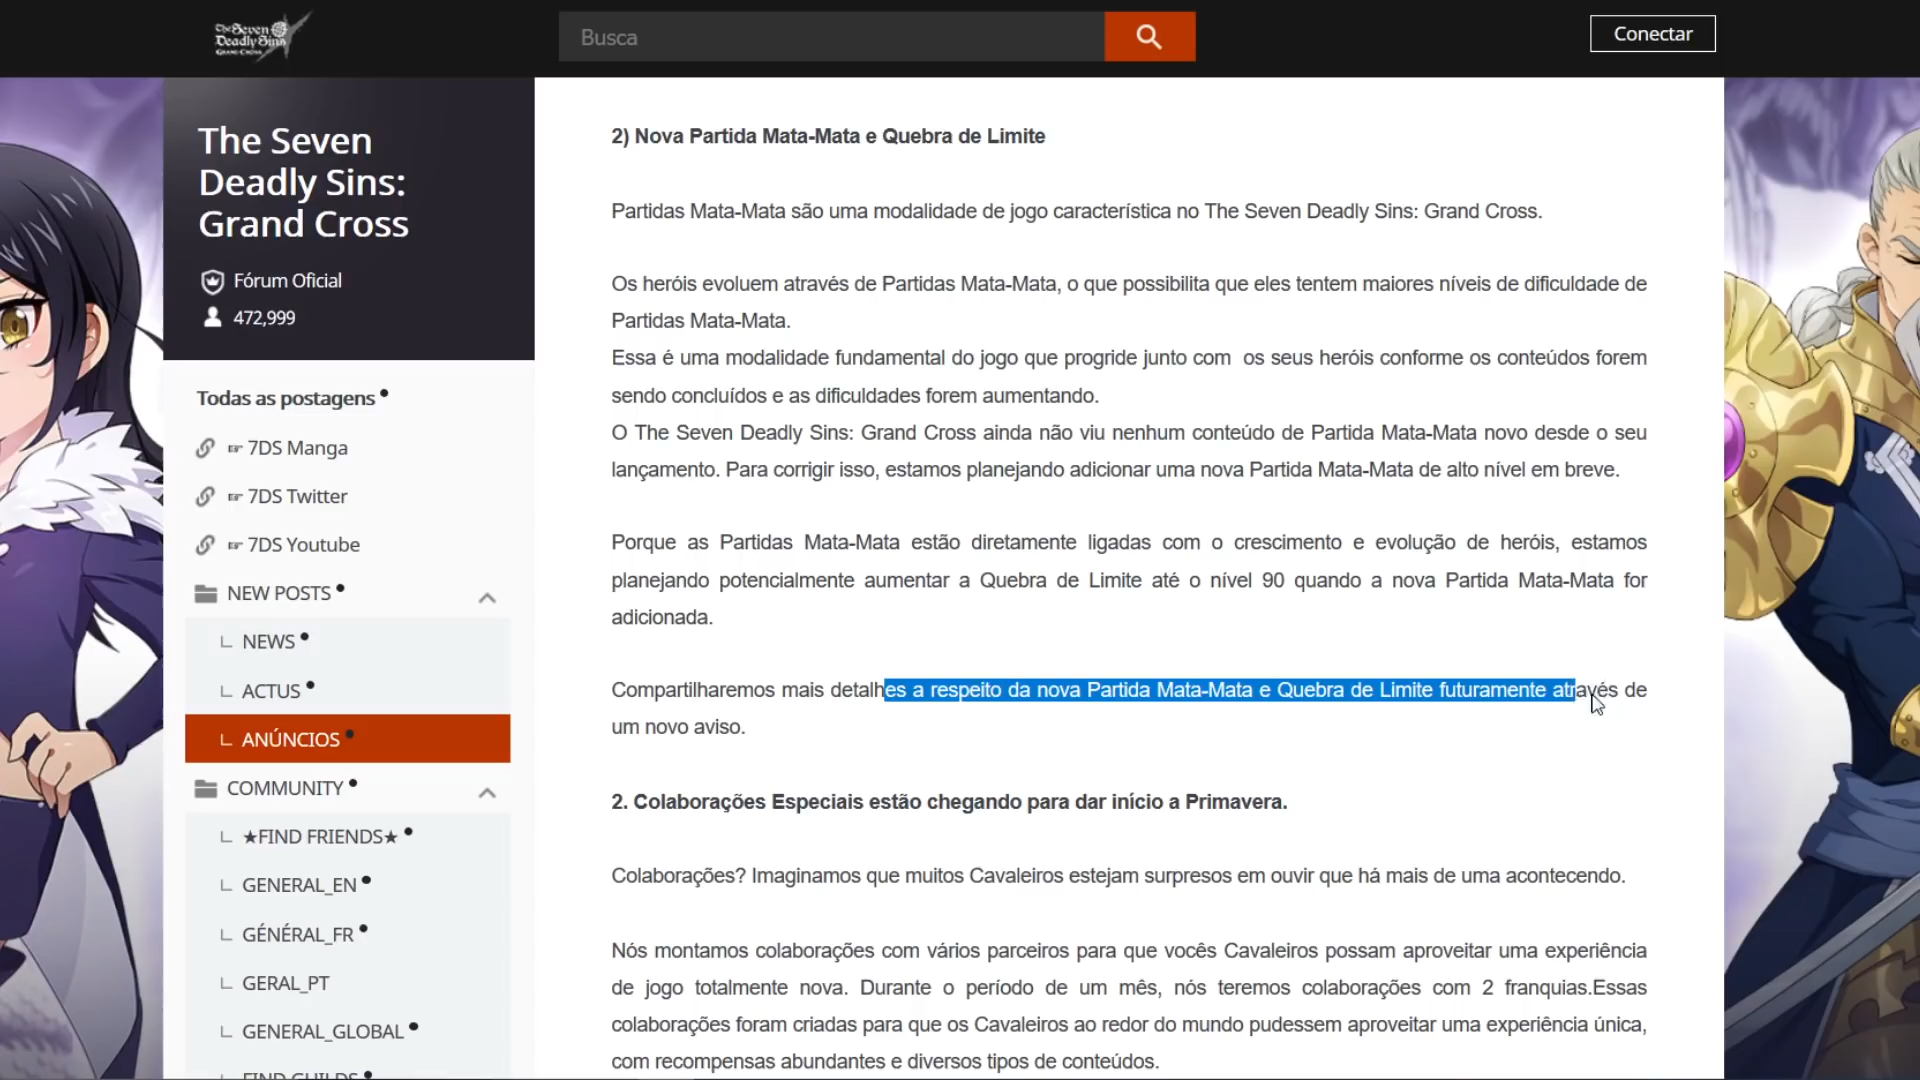 The Seven
Deadly Sins
GRAND CROSS
Busca
Conectar
The Seven
Deadly Sins:
Grand Cross
Fórum Oficial
472,999
Todas as postagens
☞ 7DS Manga
☞ 7DS Twitter
☞ 7DS Youtube
NEW POSTS
NEWS
ACTUS
ANÚNCIOS
COMMUNITY
★FIND FRIENDS★
GENERAL_EN
GÉNÉRAL_FR
GERAL_PT
GENERAL_GLOBAL
FIND GUILDS
2) Nova Partida Mata-Mata e Quebra de Limite
Partidas Mata-Mata são uma modalidade de jogo característica no The Seven Deadly Sins: Grand Cross.
Os heróis evoluem através de Partidas Mata-Mata, o que possibilita que eles tentem maiores níveis de dificuldade de
Partidas Mata-Mata.
Essa é uma modalidade fundamental do jogo que progride junto com os seus heróis conforme os conteúdos forem
sendo concluídos e as dificuldades forem aumentando.
O The Seven Deadly Sins: Grand Cross ainda não viu nenhum conteúdo de Partida Mata-Mata novo desde o seu
lançamento. Para corrigir isso, estamos planejando adicionar uma nova Partida Mata-Mata de alto nível em breve.
Porque as Partidas Mata-Mata estão diretamente ligadas com o crescimento e evolução de heróis, estamos
planejando potencialmente aumentar a Quebra de Limite até o nível 90 quando a nova Partida Mata-Mata for
adicionada.
Compartilharemos mais detalhes a respeito da nova Partida Mata-Mata e Quebra de Limite futuramente através de
um novo aviso.
2. Colaborações Especiais estão chegando para dar início a Primavera.
Colaborações? Imaginamos que muitos Cavaleiros estejam surpresos em ouvir que há mais de uma acontecendo.
Nós montamos colaborações com vários parceiros para que vocês Cavaleiros possam aproveitar uma experiência
de jogo totalmente nova. Durante o período de um mês, nós teremos colaborações com 2 franquias.Essas
colaborações foram criadas para que os Cavaleiros ao redor do mundo pudessem aproveitar uma experiência única,
com recompensas abundantes e diversos tipos de conteúdos.